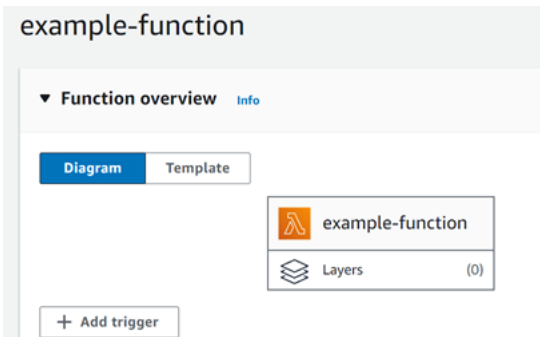 example-function
Function overview Info
Diagram Template
example-function
Layers (0)
+ Add trigger